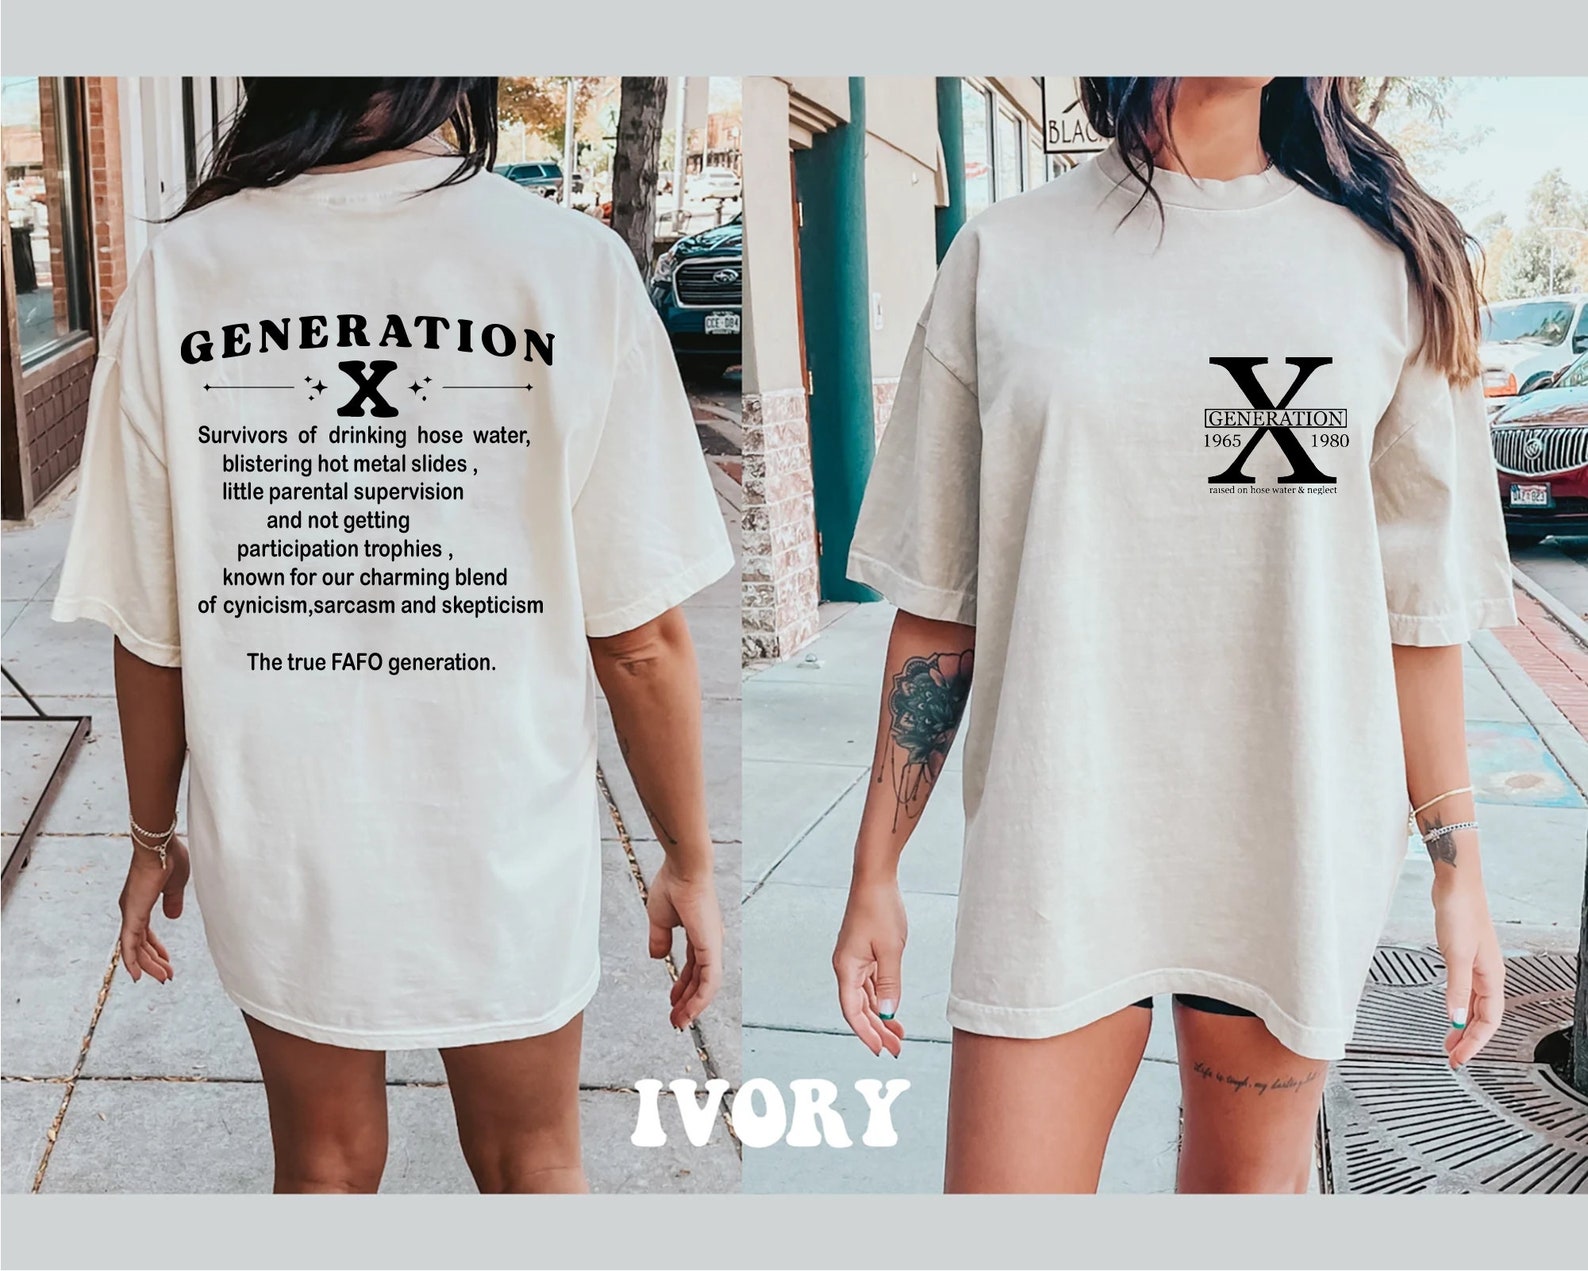 GENERATION
X
Survivors of drinking hose water,
blistering hot metal slides ,
little parental supervision
and not getting
participation trophies ,
known for our charming blend
of cynicism,sarcasm and skepticism
The true FAFO generation.
BLAC
X
GENERATION
1965 1980
raised on hose water & neglect
IVORY